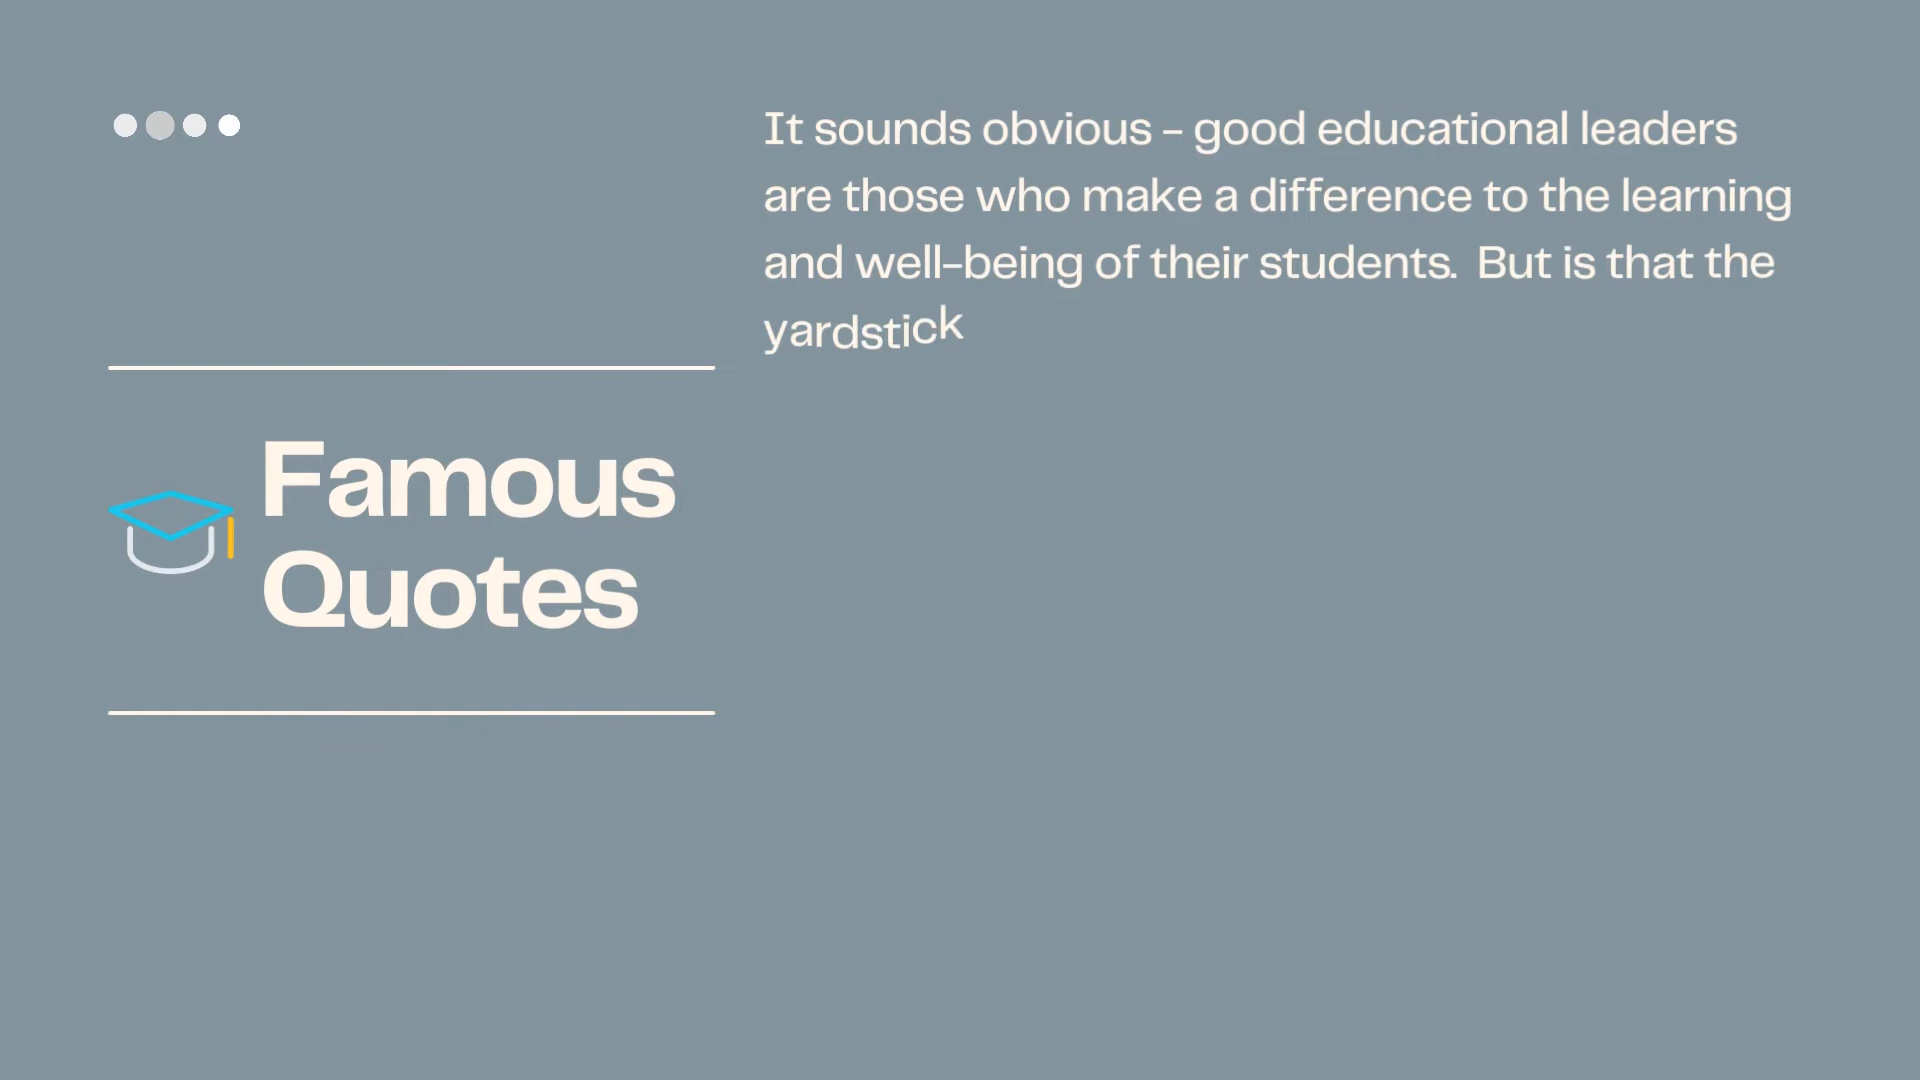 It sounds obvious - good educational leaders
are those who make a difference to the learning
and well-being of their students.  But is that the
yardstick
Famous
Quotes